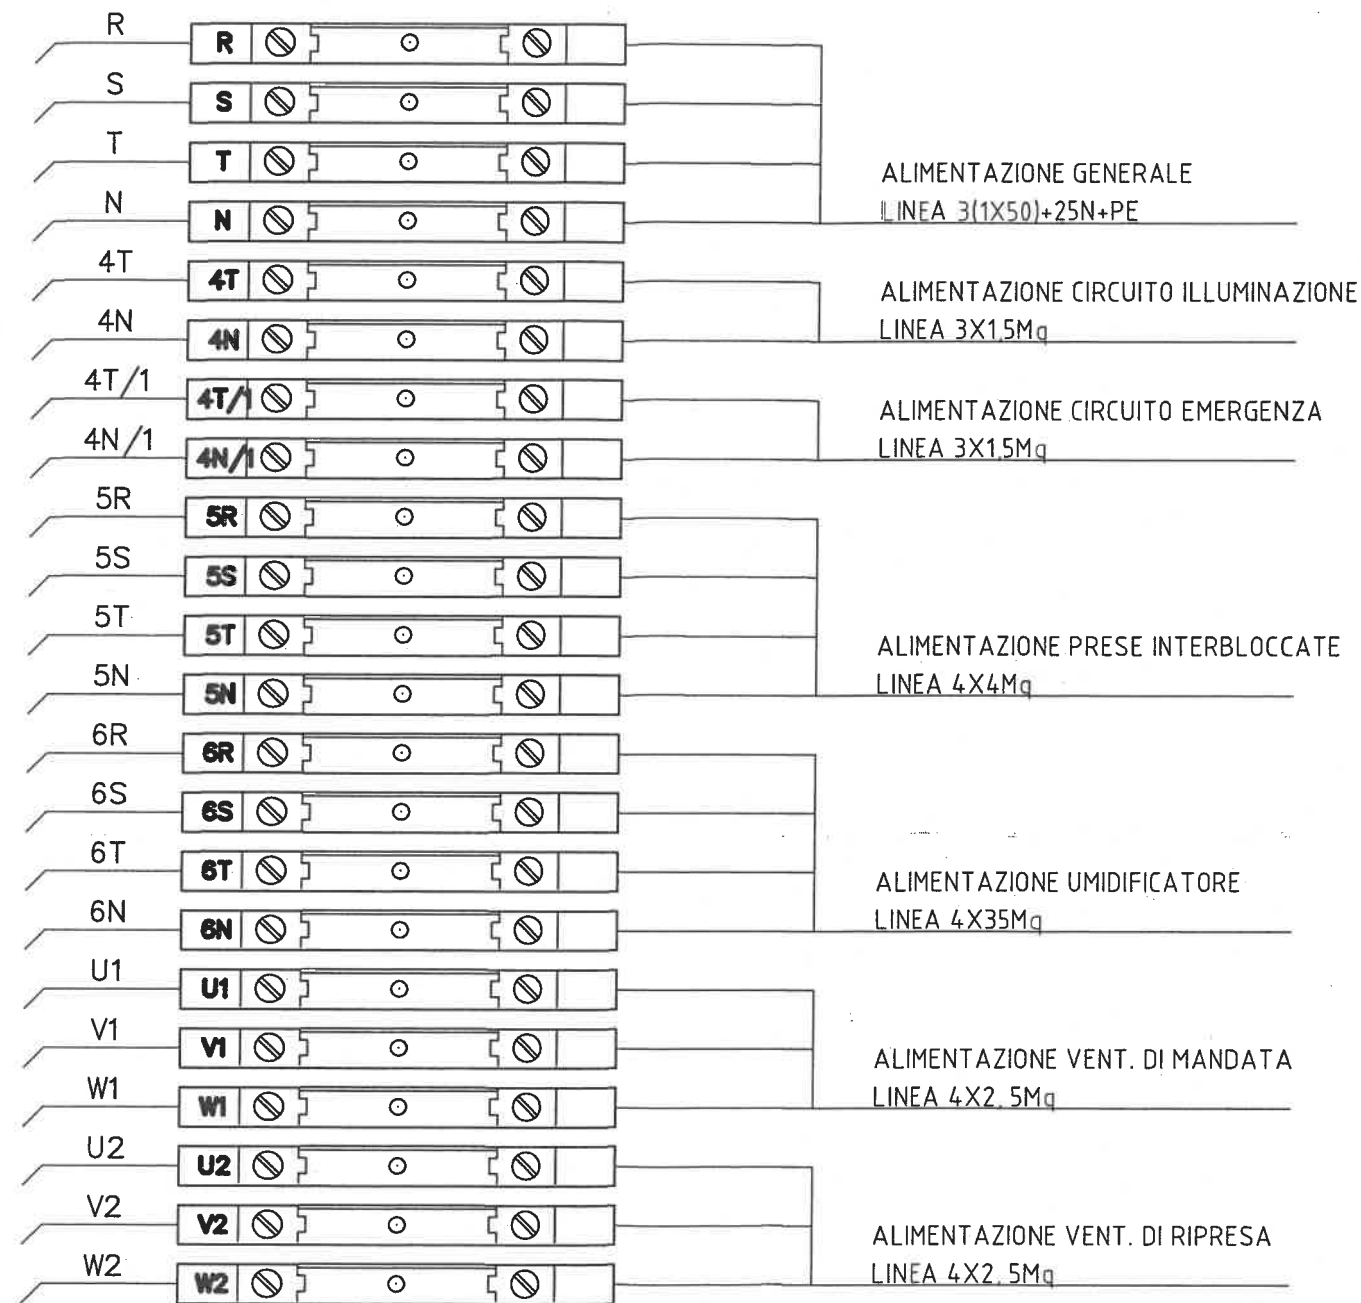 R
R
S
S
T
T
N
N
ALIMENTAZIONE GENERALE
LINEA 3(1X50)+25N+PE
4T
4T
4N
4N
ALIMENTAZIONE CIRCUITO ILLUMINAZIONE
LINEA 3X1,5Mq
4T/1
4T/1
4N/1
4N/1
ALIMENTAZIONE CIRCUITO EMERGENZA
LINEA 3X1,5Mq
5R
5R
5S
5S
5T
5T
5N
5N
ALIMENTAZIONE PRESE INTERBLOCCATE
LINEA 4X4Mq
6R
6R
6S
6S
6T
6T
6N
6N
ALIMENTAZIONE UMIDIFICATORE
LINEA 4X35Mq
U1
U1
V1
V1
W1
W1
ALIMENTAZIONE VENT. DI MANDATA
LINEA 4X2,5Mq
U2
U2
V2
V2
W2
W2
ALIMENTAZIONE VENT. DI RIPRESA
LINEA 4X2,5Mq